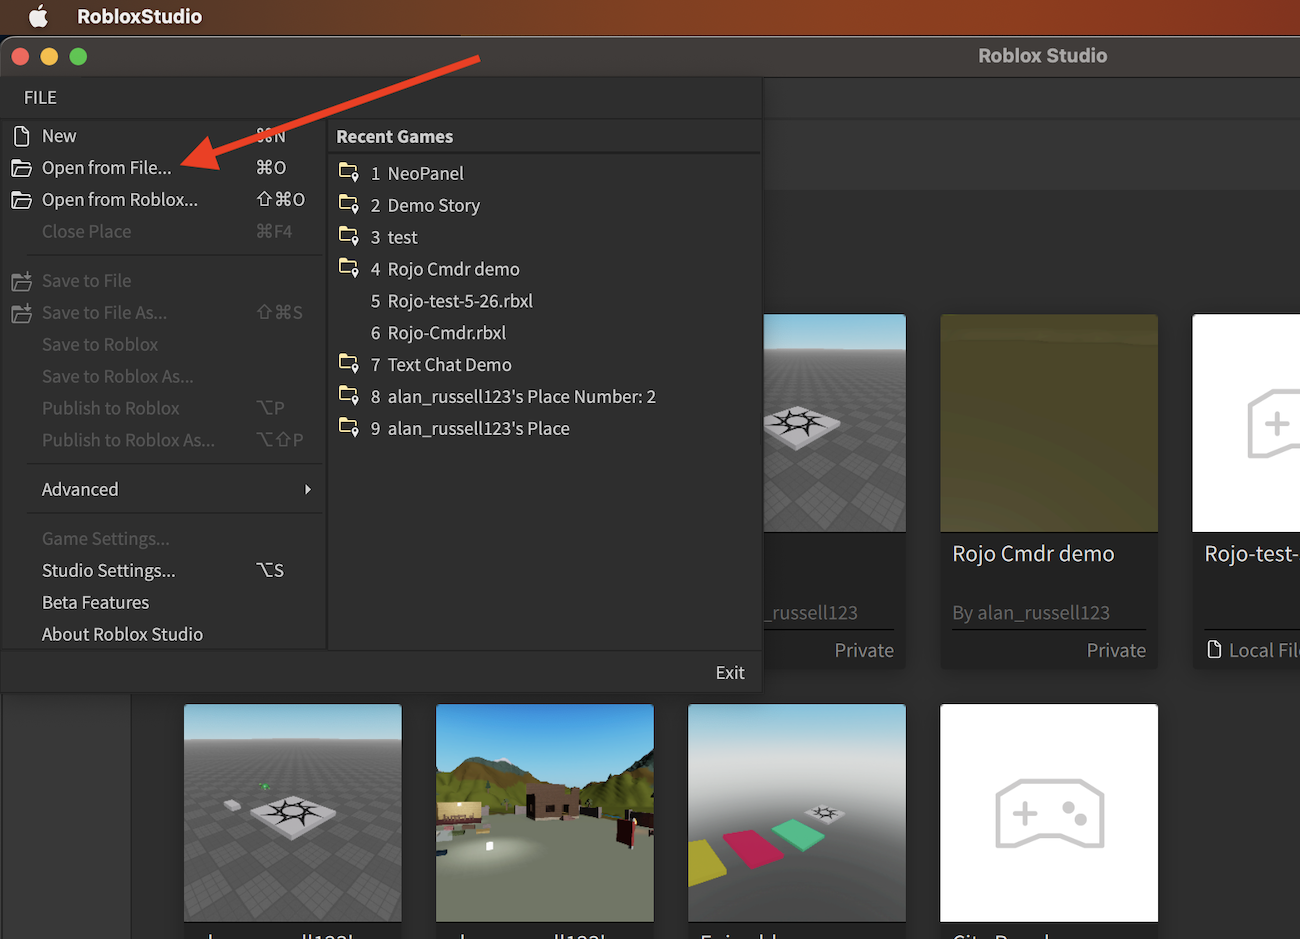 RobloxStudio
Roblox Studio
FILE
New ⌘N
Open from File... ⌘O
Open from Roblox... ⇧⌘O
Close Place ⌘F4
Save to File
Save to File As... ⇧⌘S
Save to Roblox
Save to Roblox As...
Publish to Roblox ⌥P
Publish to Roblox As... ⌥⇧P
Advanced
Game Settings...
Studio Settings... ⌥S
Beta Features
About Roblox Studio
Recent Games
1 NeoPanel
2 Demo Story
3 test
4 Rojo Cmdr demo
5 Rojo-test-5-26.rbxl
6 Rojo-Cmdr.rbxl
7 Text Chat Demo
8 alan_russell123's Place Number: 2
9 alan_russell123's Place
Exit
_russell123
Private
Rojo Cmdr demo
By alan_russell123
Private
Rojo-test-
Local File